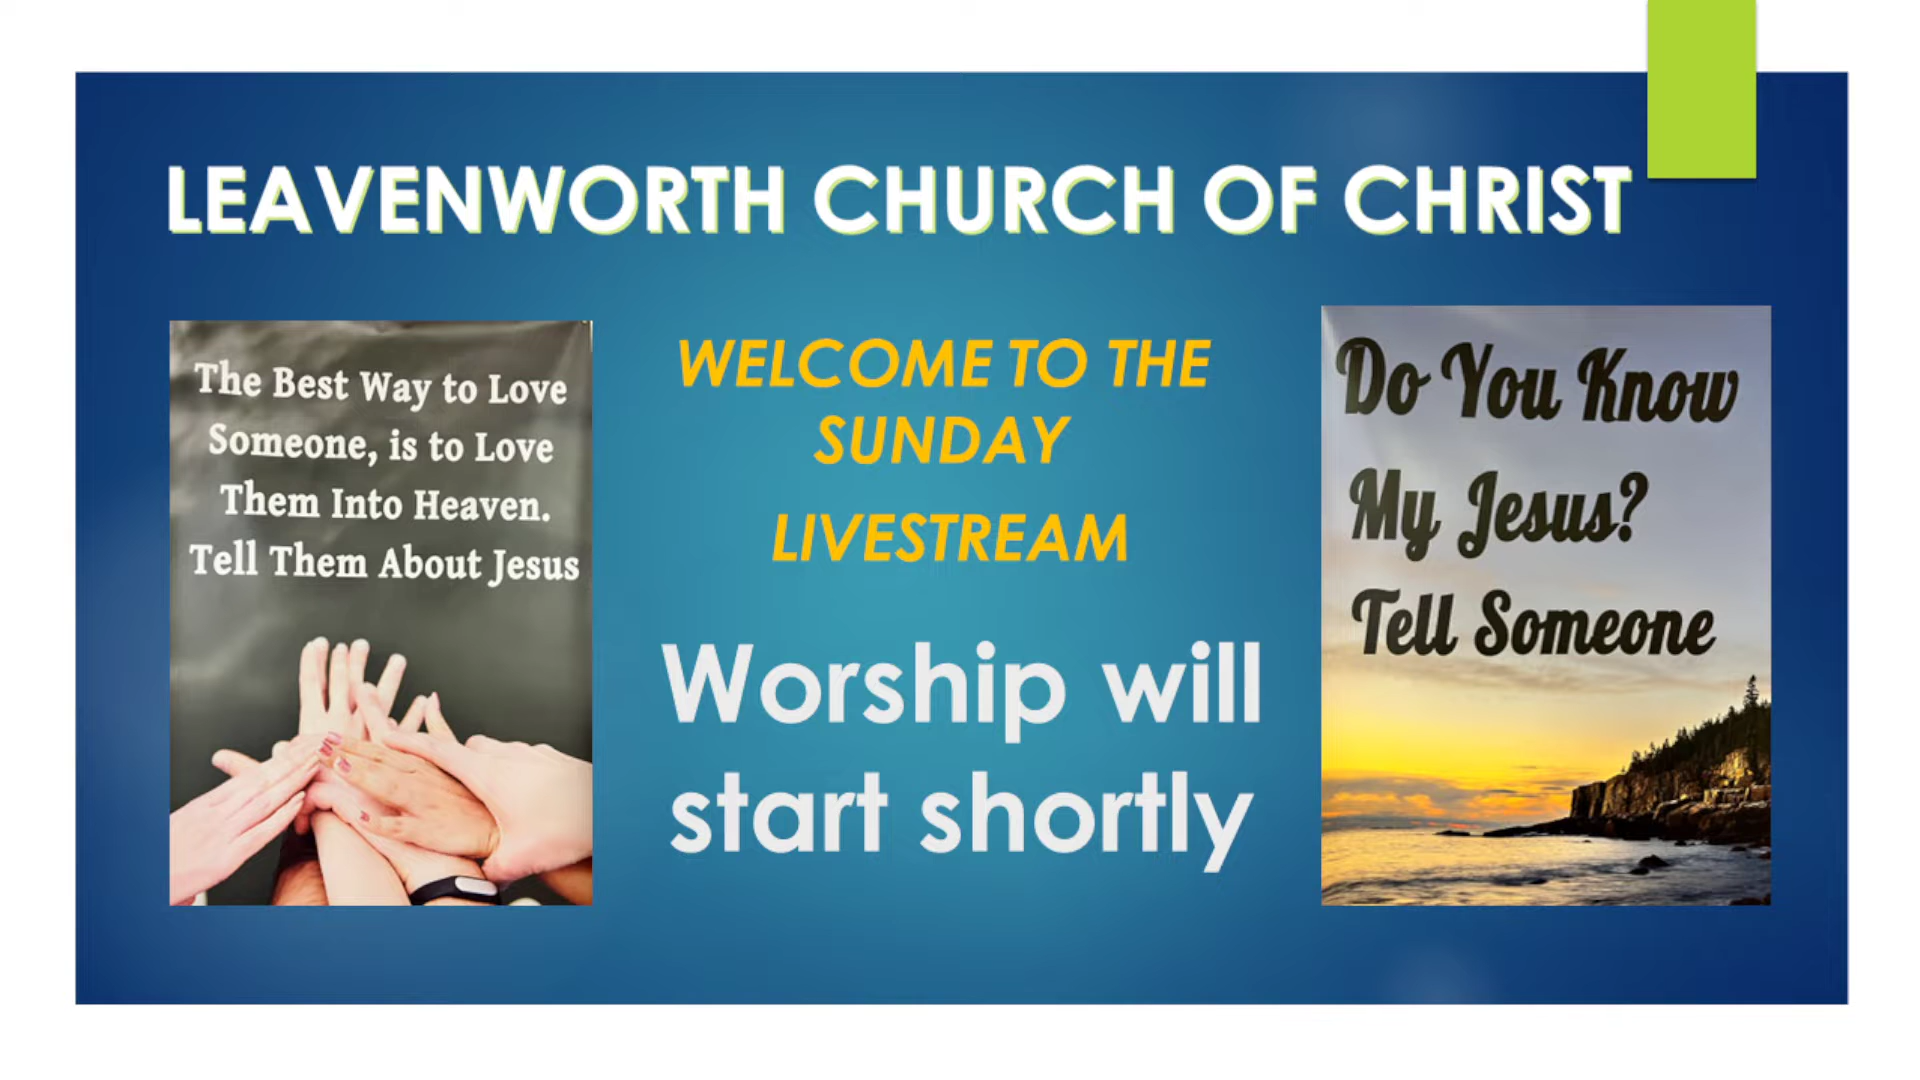 LEAVENWORTH CHURCH OF CHRIST
The Best Way to Love
Someone, is to Love
Them Into Heaven.
Tell Them About Jesus
WELCOME TO THE
SUNDAY
LIVESTREAM
Worship will
start shortly
Do You Know
My Jesus?
Tell Someone